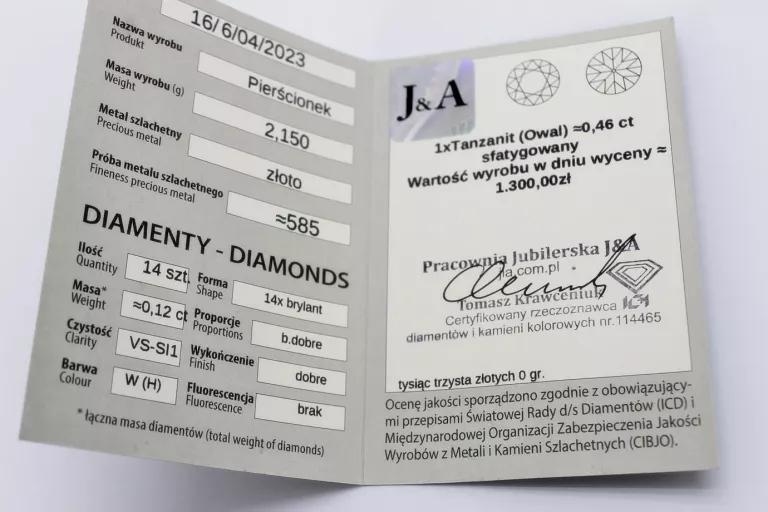 16/6/04/2023
Nazwa wyrobu
Produkt
Pierścionek
Masa wyrobu (g)
Weight
2,150
Metal szlachetny
Precious metal
złoto
Próba metalu szlachetnego
Fineness precious metal
≈585
DIAMENTY - DIAMONDS
Ilość
Quantity
14 szt.
Forma
Shape
14x brylant
Masa*
Weight
≈0,12 ct
Proporcje
Proportions
b.dobre
Czystość
Clarity
VS-SI1
Wykończenie
Finish
dobre
Barwa
Colour
W (H)
Fluorescencja
Fluorescence
brak
* łączna masa diamentów (total weight of diamonds)
J&A
1xTanzanit (Owal) ≈0,46 ct
sfatygowany
Wartość wyrobu w dniu wyceny ≈
1.300,00zł
Pracownia Jubilerska J&A
ja.com.pl
Tomasz Krawceniuk
Certyfikowany rzeczoznawca
diamentów i kamieni kolorowych nr.114465
tysiąc trzysta złotych 0 gr.
Ocenę jakości sporządzono zgodnie z obowiązujący-
mi przepisami Światowej Rady d/s Diamentów (ICD) i
Międzynarodowej Organizacji Zabezpieczenia Jakości
Wyrobów z Metali i Kamieni Szlachetnych (CIBJO).